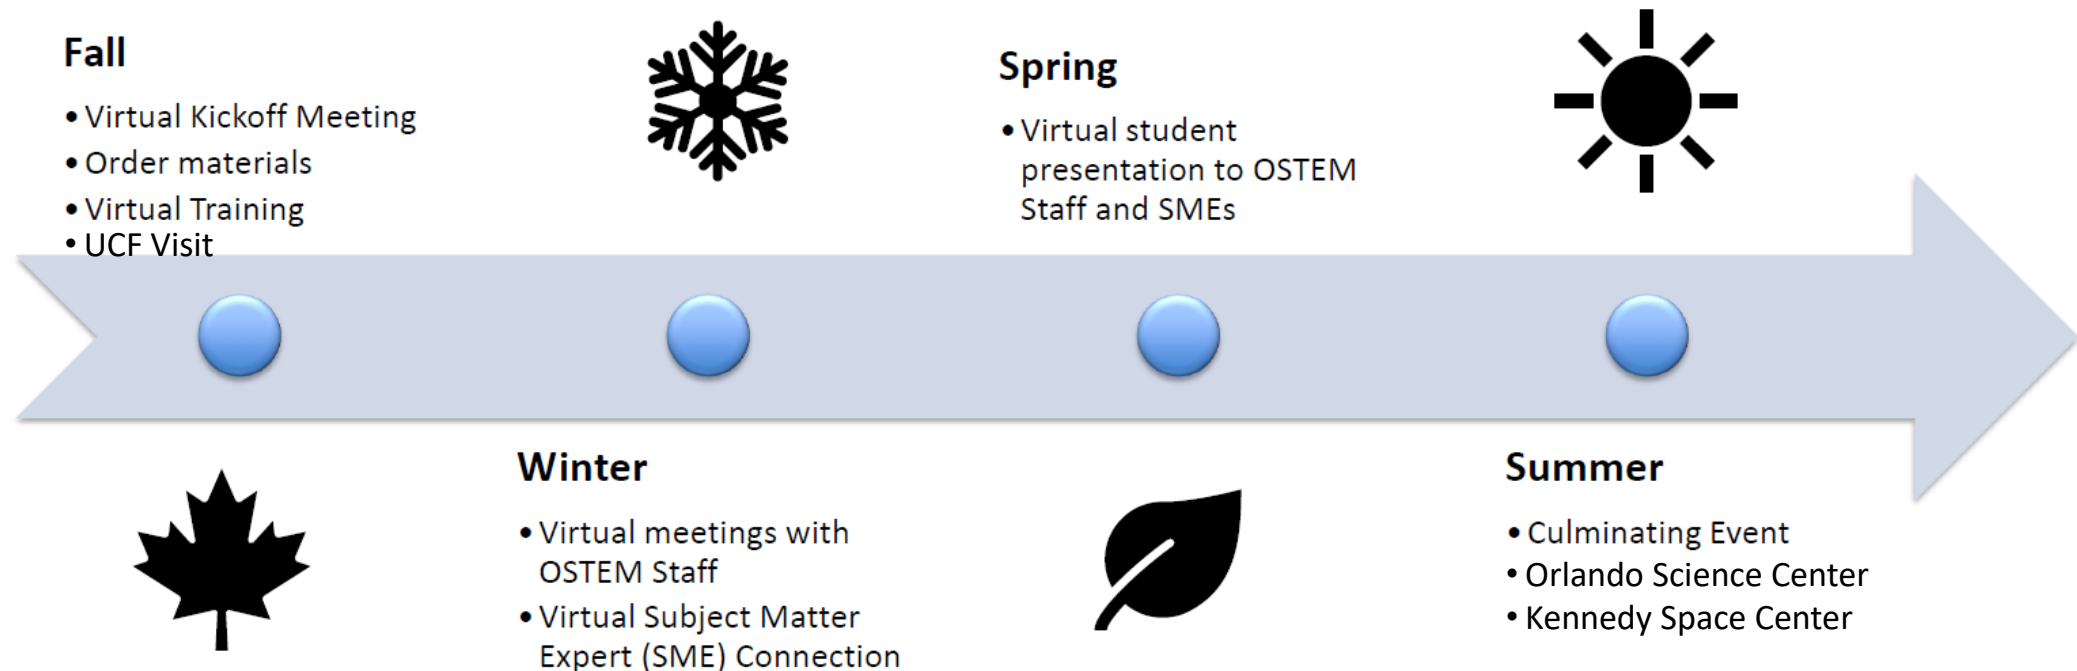 Fall
• Virtual Kickoff Meeting
• Order materials
• Virtual Training
• UCF Visit
Winter
• Virtual meetings with
OSTEM Staff
• Virtual Subject Matter
Expert (SME) Connection
Spring
• Virtual student
presentation to OSTEM
Staff and SMEs
Summer
• Culminating Event
• Orlando Science Center
• Kennedy Space Center